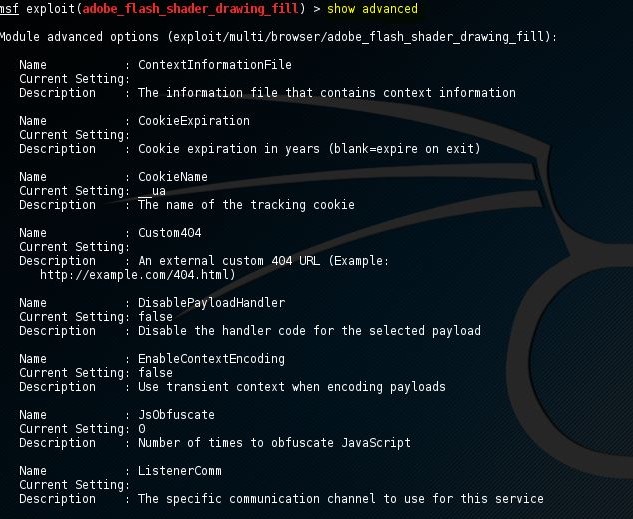 msf exploit(adobe_flash_shader_drawing_fill) > show advanced
Module advanced options (exploit/multi/browser/adobe_flash_shader_drawing_fill):
Name : ContextInformationFile
Current Setting:
Description : The information file that contains context information
Name : CookieExpiration
Current Setting:
Description : Cookie expiration in years (blank=expire on exit)
Name : CookieName
Current Setting: __ua
Description : The name of the tracking cookie
Name : Custom404
Current Setting:
Description : An external custom 404 URL (Example:
http://example.com/404.html)
Name : DisablePayloadHandler
Current Setting: false
Description : Disable the handler code for the selected payload
Name : EnableContextEncoding
Current Setting: false
Description : Use transient context when encoding payloads
Name : JsObfuscate
Current Setting: 0
Description : Number of times to obfuscate JavaScript
Name : ListenerComm
Current Setting:
Description : The specific communication channel to use for this service